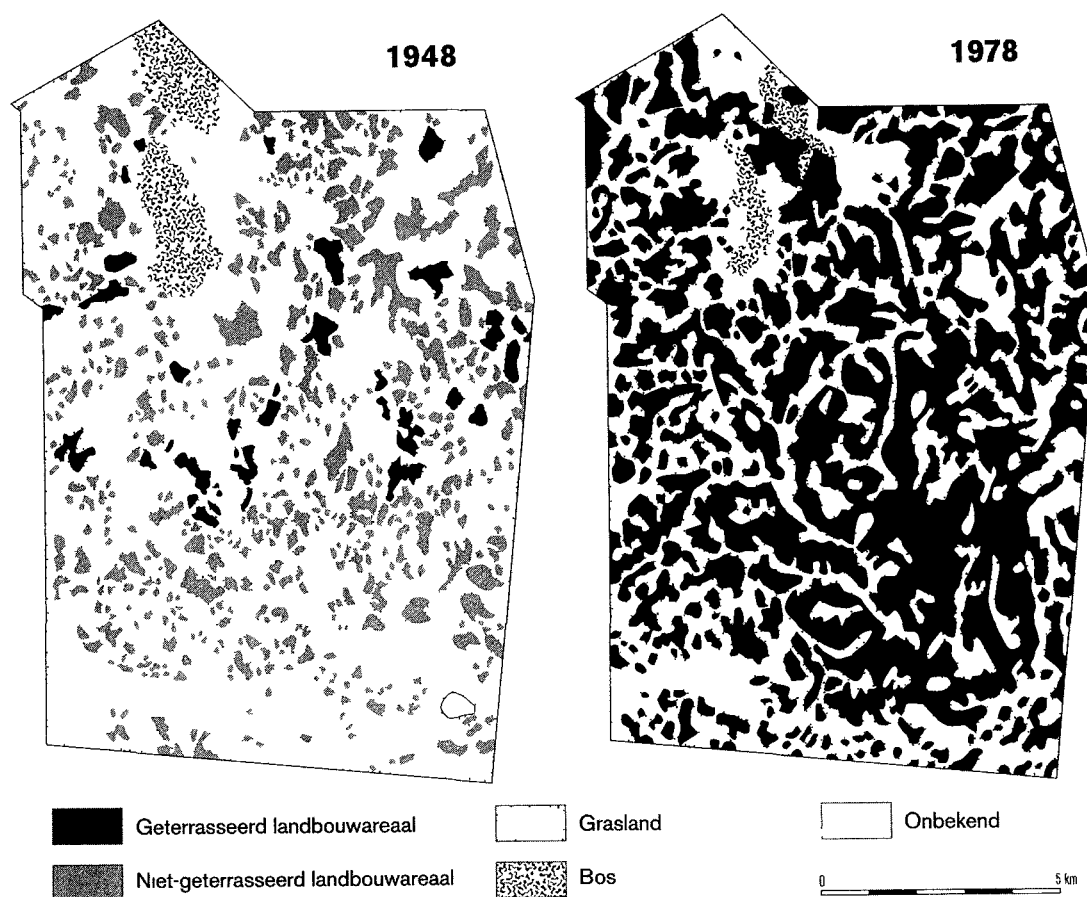 1948
1978
Geterrasseerd landbouwareaal
Grasland
Onbekend
Niet-geterrasseerd landbouwareaal
Bos
0 5 km